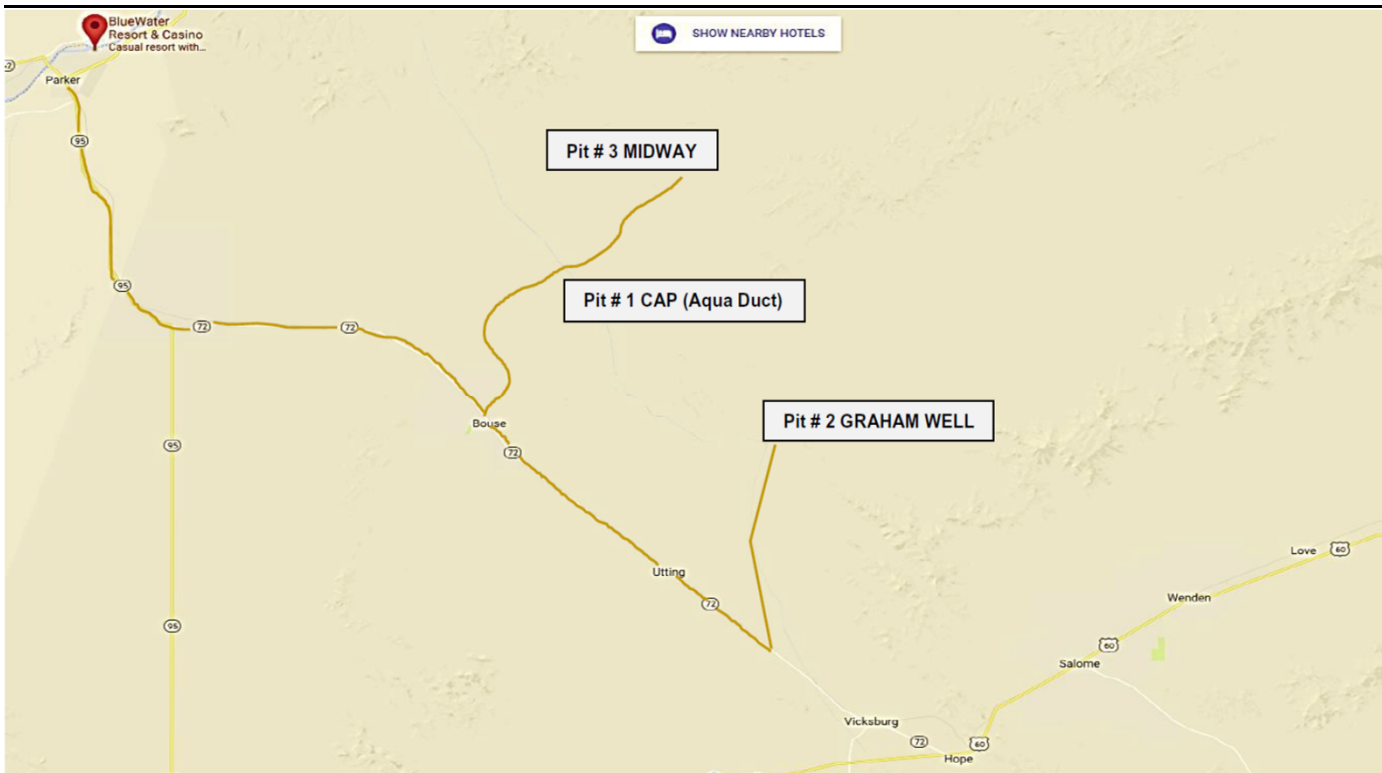 BlueWater
Resort & Casino
Casual resort with...
SHOW NEARBY HOTELS
Parker
95
Pit # 3 MIDWAY
95
Pit # 1 CAP (Aqua Duct)
72
72
Bouse
72
Pit # 2 GRAHAM WELL
95
Utting
72
95
Love
60
Wenden
60
Salome
Vicksburg
72
60
Hope